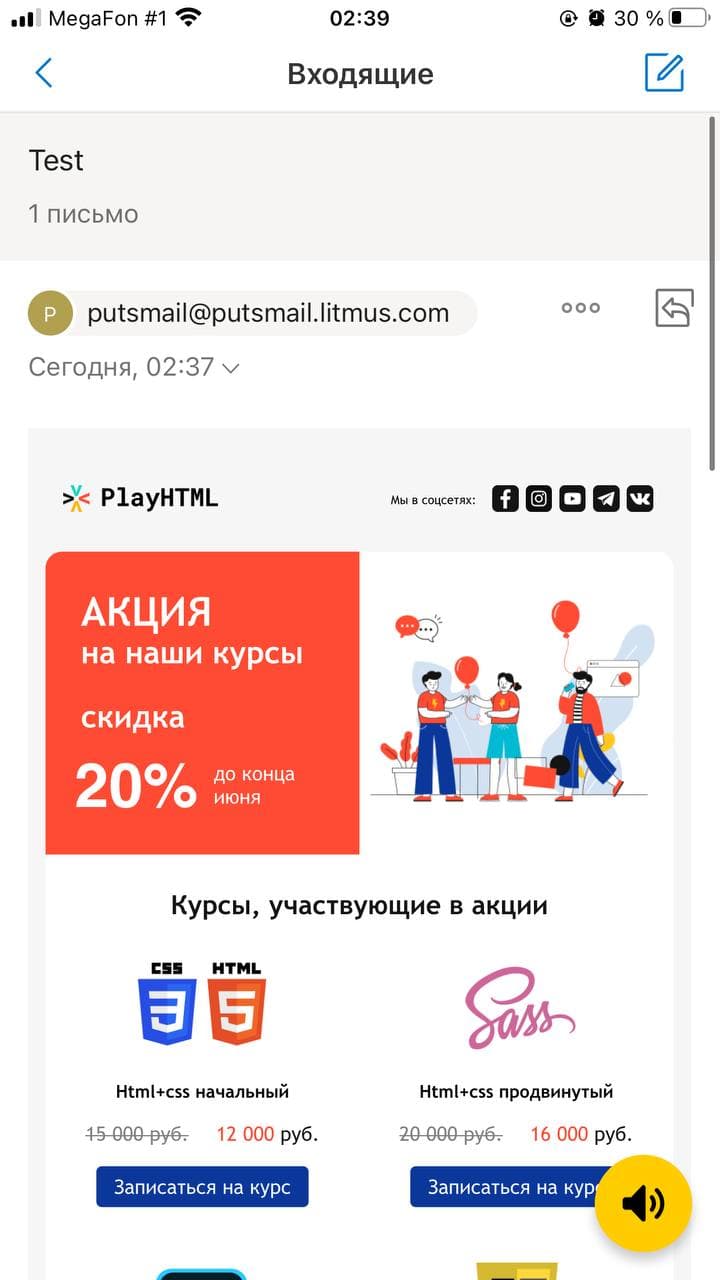 MegaFon #1 02:39 30 %
Входящие
Test
1 письмо
P putsmail@putsmail.litmus.com
Сегодня, 02:37
PlayHTML Мы в соцсетях:
АКЦИЯ
на наши курсы
скидка
20% до конца
июня
Курсы, участвующие в акции
CSS HTML
3 5 Sass
Html+css начальный Html+css продвинутый
15 000 руб. 12 000 руб. 20 000 руб. 16 000 руб.
Записаться на курс Записаться на кур